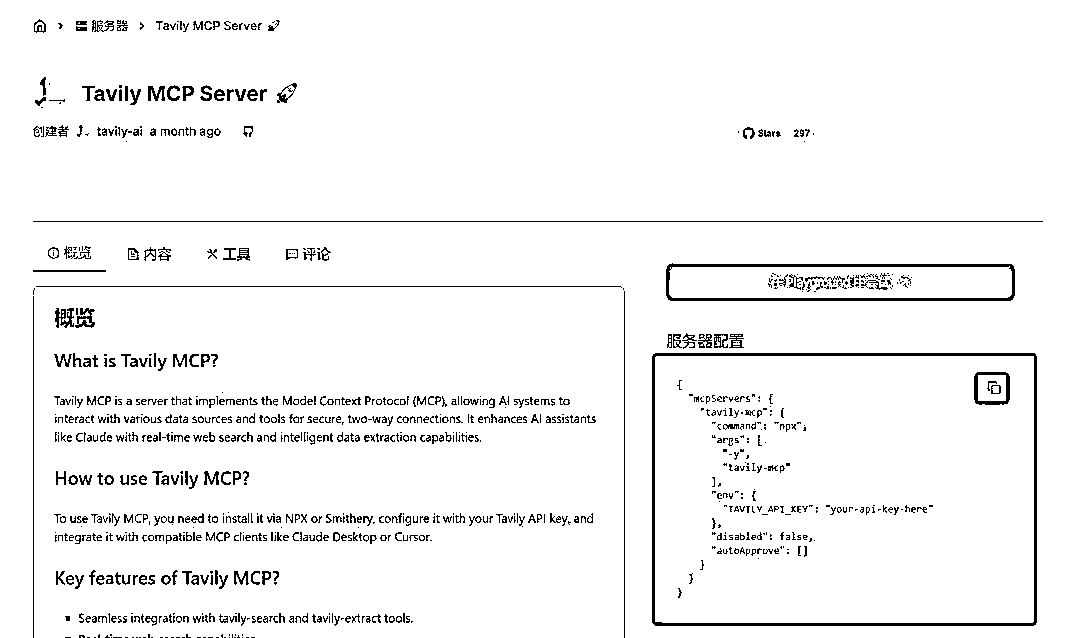 服务器 Tavily MCP Server 🚀
Tavily MCP Server 🚀
创建者 tavily-ai a month ago
Stars 297
概览 内容 工具 评论
概览
What is Tavily MCP?
Tavily MCP is a server that implements the Model Context Protocol (MCP), allowing AI systems to
interact with various data sources and tools for secure, two-way connections. It enhances AI assistants
like Claude with real-time web search and intelligent data extraction capabilities.
How to use Tavily MCP?
To use Tavily MCP, you need to install it via NPX or Smithery, configure it with your Tavily API key, and
integrate it with compatible MCP clients like Claude Desktop or Cursor.
Key features of Tavily MCP?
Seamless integration with tavily-search and tavily-extract tools.
Real-time web search capabilities
Playground
服务器配置
{
"mcpServers": {
"tavily-mcp": {
"command": "npx",
"args": [
"-y",
"tavily-mcp"
],
"env": {
"TAVILY_API_KEY": "your-api-key-here"
},
"disabled": false,
"autoApprove": []
}
}
}